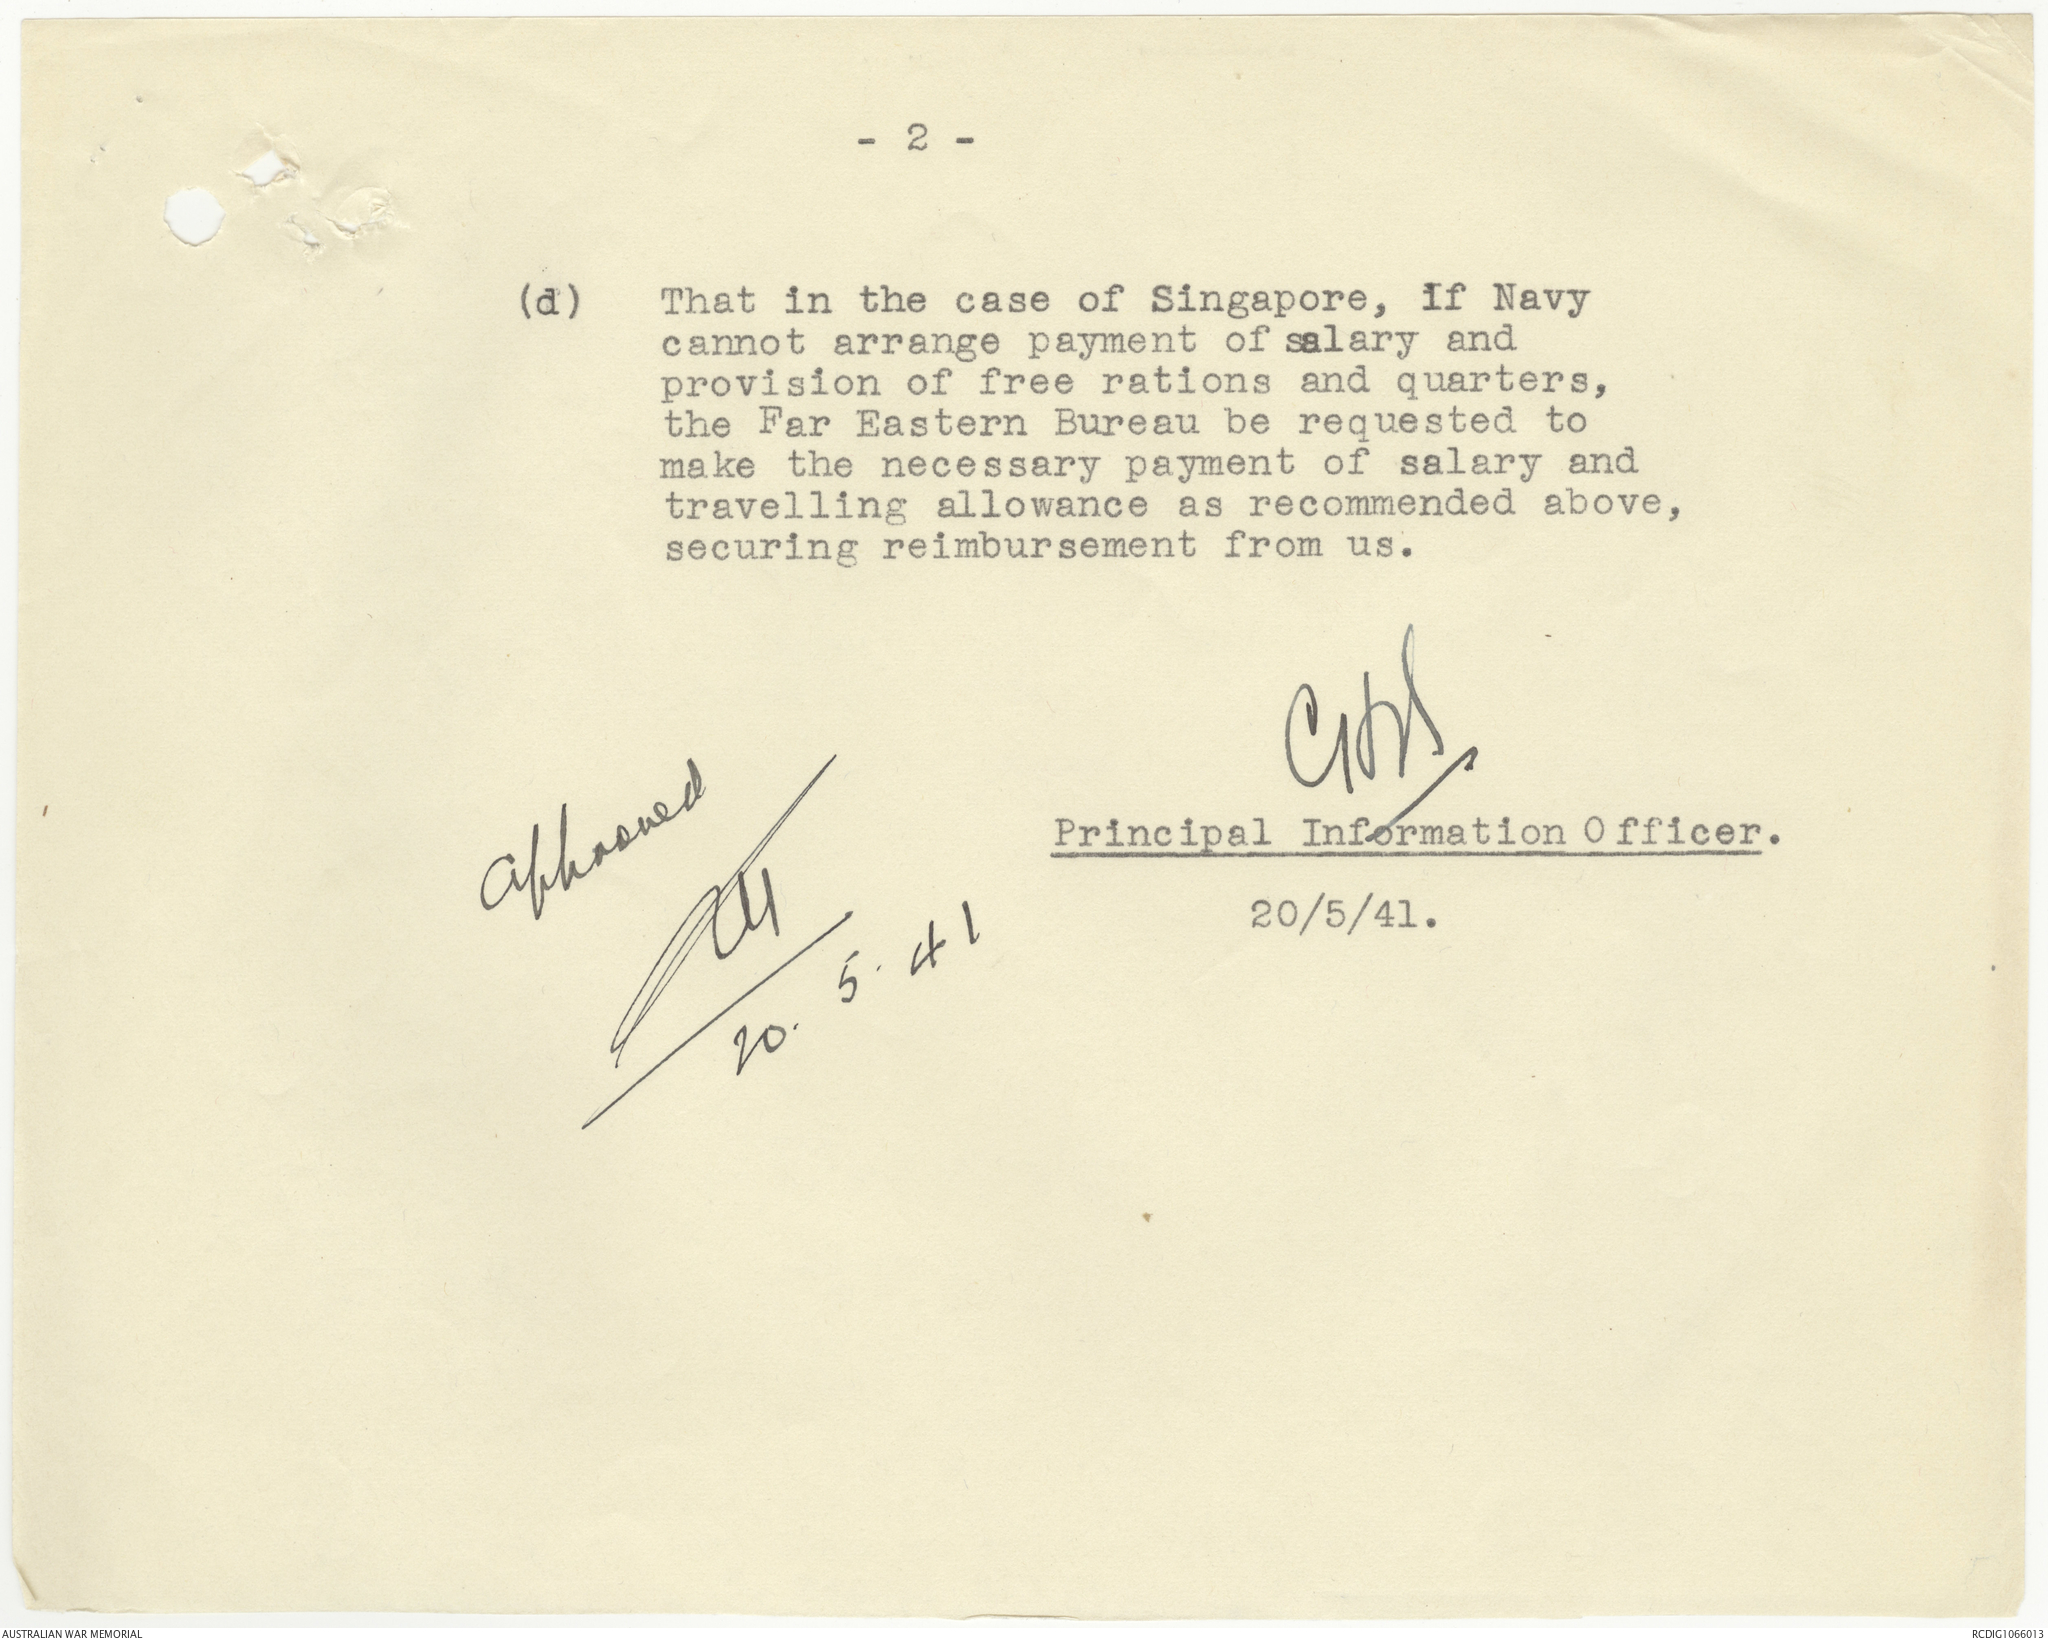 - 2 -
(d) That in the case of Singapore, If Navy
cannot arrange payment of salary and
provision of free rations and quarters,
the Far Eastern Bureau be requested to
make the necessary payment of salary and
travelling allowance as recommended above,
securing reimbursement from us.
Principal Information Officer.
20/5/41.
Approved
20. 5. 41
AUSTRALIAN WAR MEMORIAL
RCDIG1066013